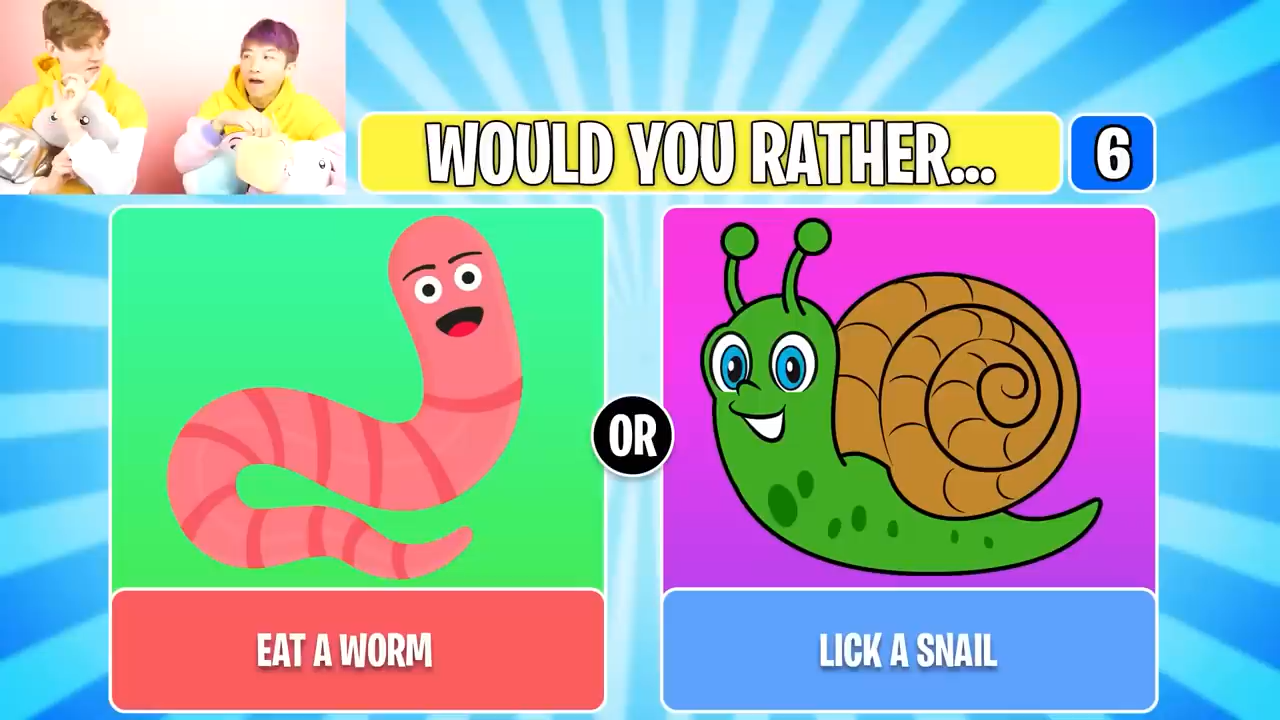 WOULD YOU RATHER...
6
OR
EAT A WORM
LICK A SNAIL